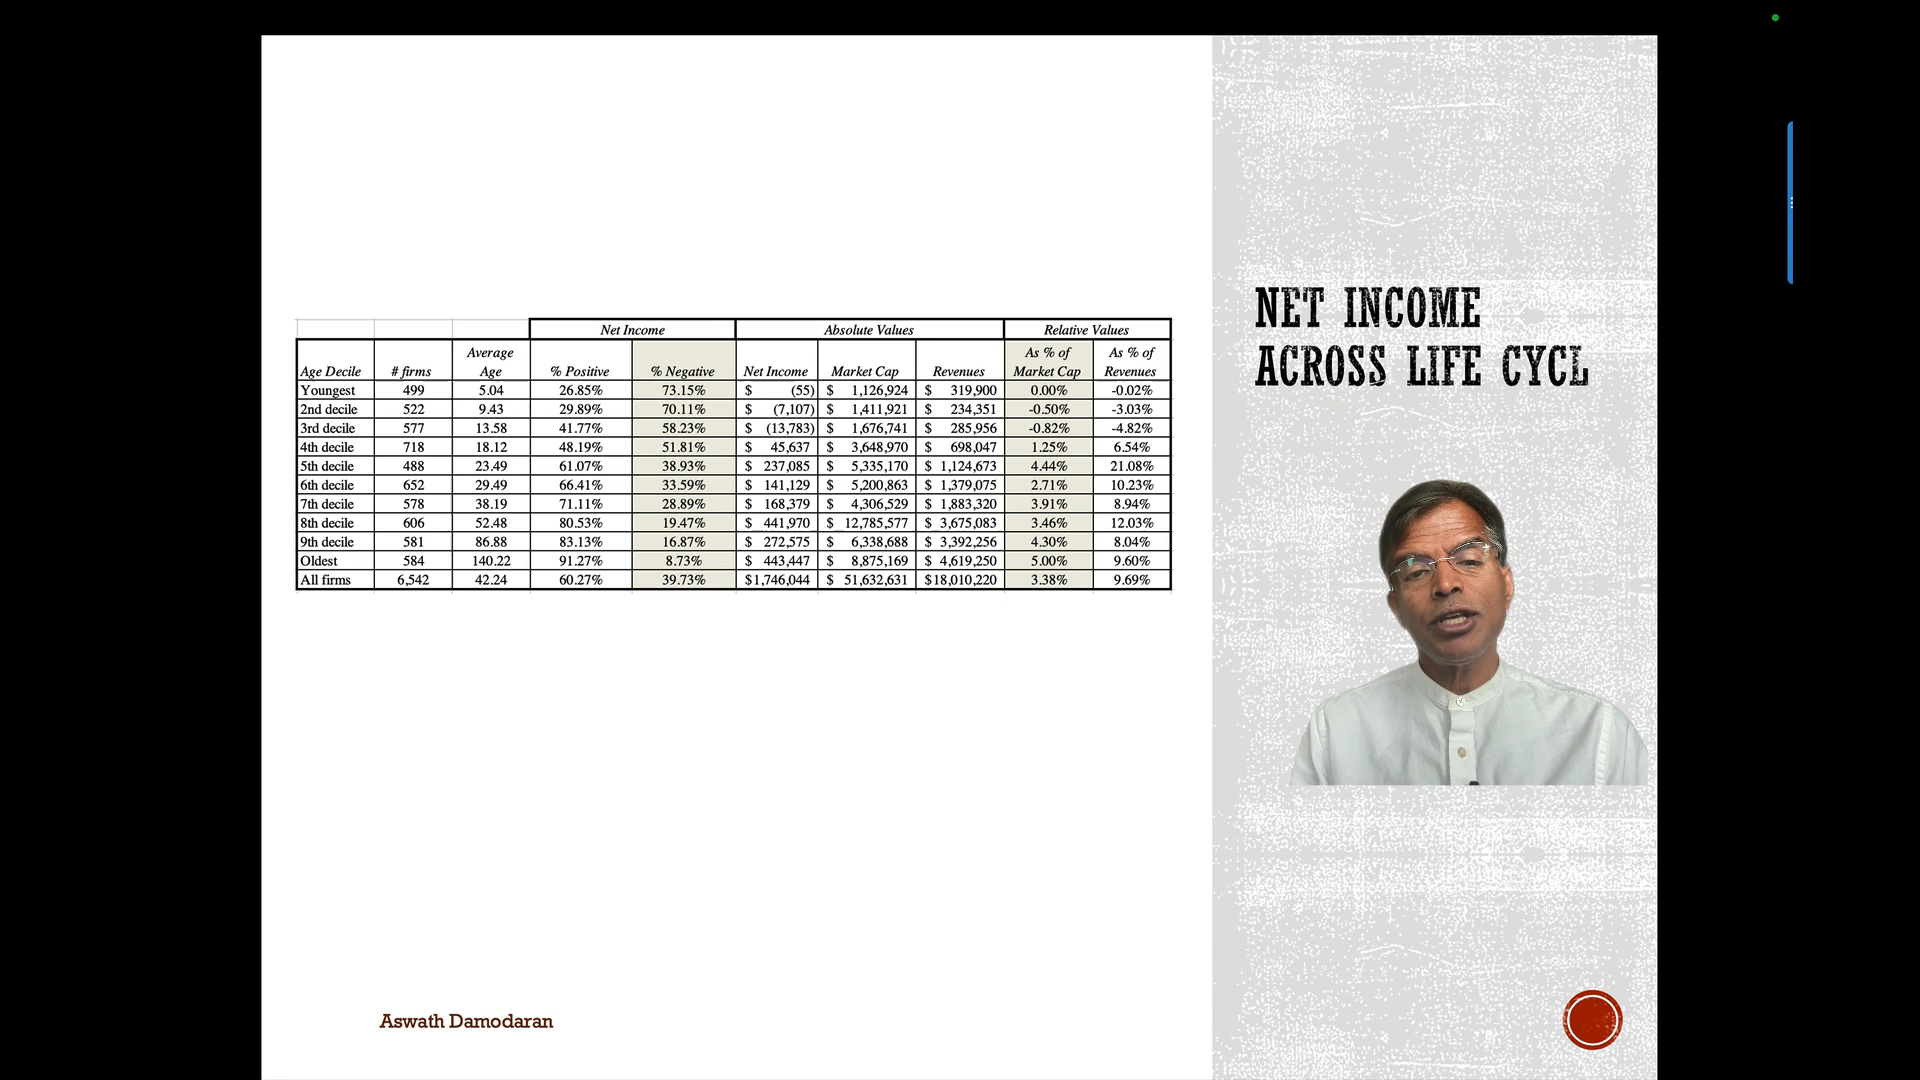 Net Income Absolute Values Relative Values
Average As % of As % of
Age Decile # firms Age % Positive % Negative Net Income Market Cap Revenues Market Cap Revenues
Youngest 499 5.04 26.85% 73.15% $ (55) $ 1,126,924 $ 319,900 0.00% -0.02%
2nd decile 522 9.43 29.89% 70.11% $ (7,107) $ 1,411,921 $ 234,351 -0.50% -3.03%
3rd decile 577 13.58 41.77% 58.23% $ (13,783) $ 1,676,741 $ 285,956 -0.82% -4.82%
4th decile 718 18.12 48.19% 51.81% $ 45,637 $ 3,648,970 $ 698,047 1.25% 6.54%
5th decile 488 23.49 61.07% 38.93% $ 237,085 $ 5,335,170 $ 1,124,673 4.44% 21.08%
6th decile 652 29.49 66.41% 33.59% $ 141,129 $ 5,200,863 $ 1,379,075 2.71% 10.23%
7th decile 578 38.19 71.11% 28.89% $ 168,379 $ 4,306,529 $ 1,883,320 3.91% 8.94%
8th decile 606 52.48 80.53% 19.47% $ 441,970 $ 12,785,577 $ 3,675,083 3.46% 12.03%
9th decile 581 86.88 83.13% 16.87% $ 272,575 $ 6,338,688 $ 3,392,256 4.30% 8.04%
Oldest 584 140.22 91.27% 8.73% $ 443,447 $ 8,875,169 $ 4,619,250 5.00% 9.60%
All firms 6,542 42.24 60.27% 39.73% $1,746,044 $ 51,632,631 $18,010,220 3.38% 9.69%
NET INCOME
ACROSS LIFE CYCL
Aswath Damodaran